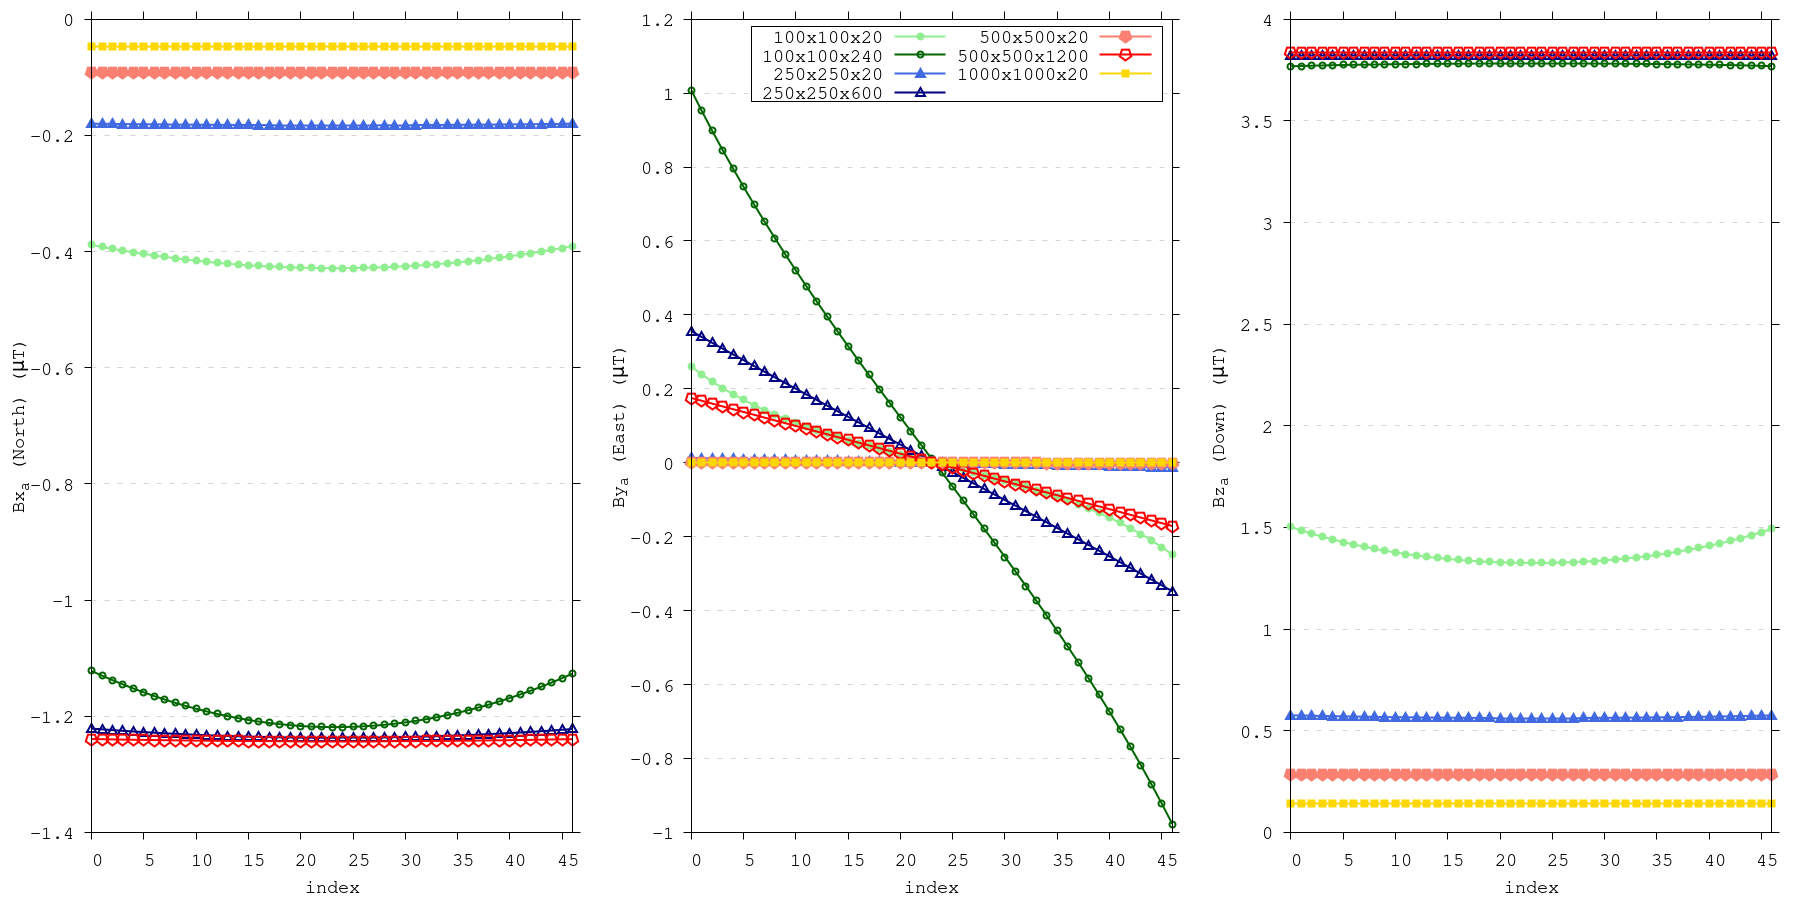 0
-0.2
-0.4
-0.6
-0.8
-1
-1.2
-1.4
0 5 10 15 20 25 30 35 40 45
index
Bxa (North) (µT)
1.2
1
0.8
0.6
0.4
0.2
0
-0.2
-0.4
-0.6
-0.8
-1
0 5 10 15 20 25 30 35 40 45
index
Bya (East) (µT)
100x100x20
100x100x240
250x250x20
250x250x600
500x500x20
500x500x1200
1000x1000x20
4
3.5
3
2.5
2
1.5
1
0.5
0
0 5 10 15 20 25 30 35 40 45
index
Bza (Down) (µT)